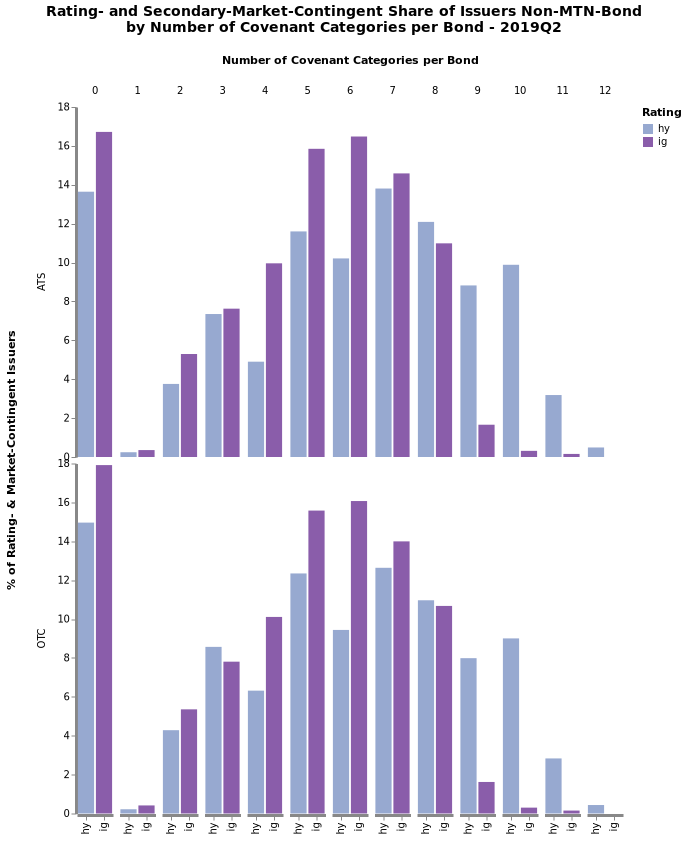 Rating- and Secondary-Market-Contingent Share of Issuers Non-MTN-Bond
by Number of Covenant Categories per Bond - 2019Q2
Number of Covenant Categories per Bond
0 1 2 3 4 5 6 7 8 9 10 11 12
Rating
hy
ig
% of Rating- & Market-Contingent Issuers
ATS
18
16
14
12
10
8
6
4
2
0
OTC
18
16
14
12
10
8
6
4
2
0
hy ig hy ig hy ig hy ig hy ig hy ig hy ig hy ig hy ig hy ig hy ig hy ig hy ig